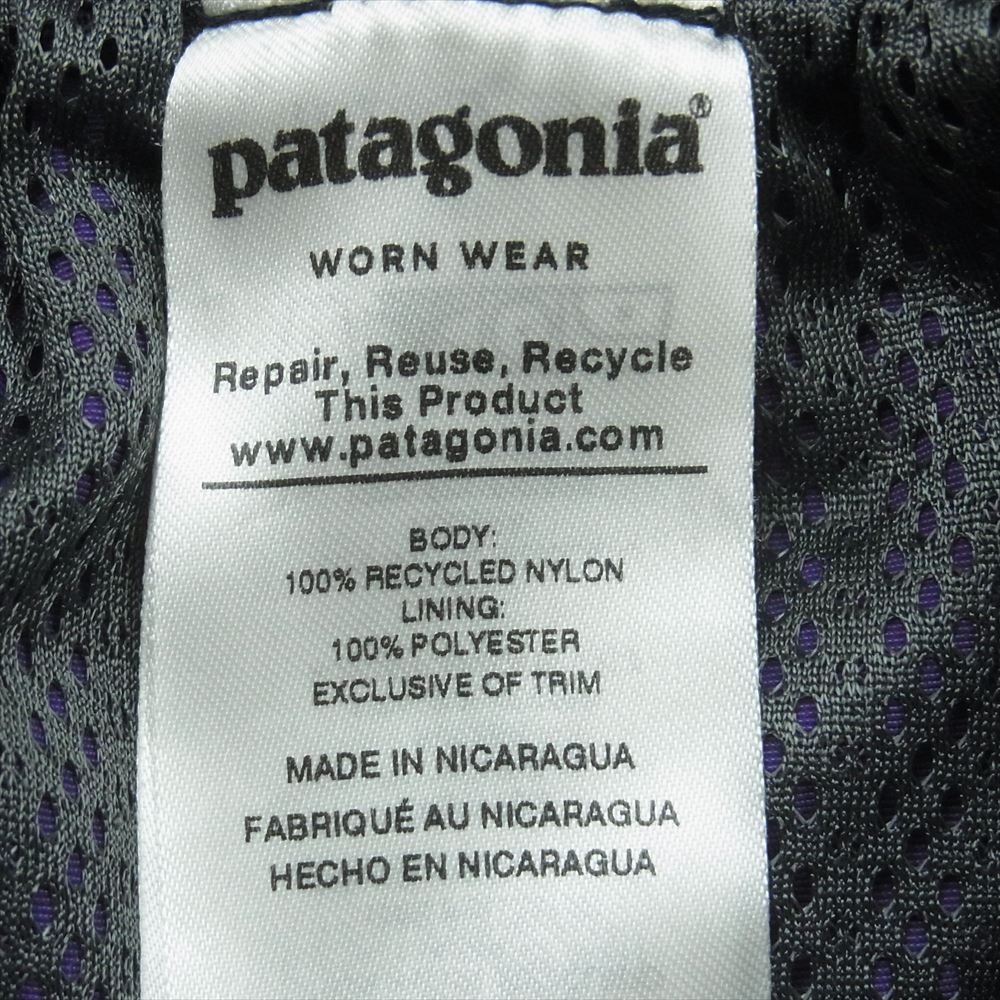 patagonia®
WORN WEAR
Repair, Reuse, Recycle
This Product
www.patagonia.com
BODY:
100% RECYCLED NYLON
LINING:
100% POLYESTER
EXCLUSIVE OF TRIM
MADE IN NICARAGUA
FABRIQUÉ AU NICARAGUA
HECHO EN NICARAGUA